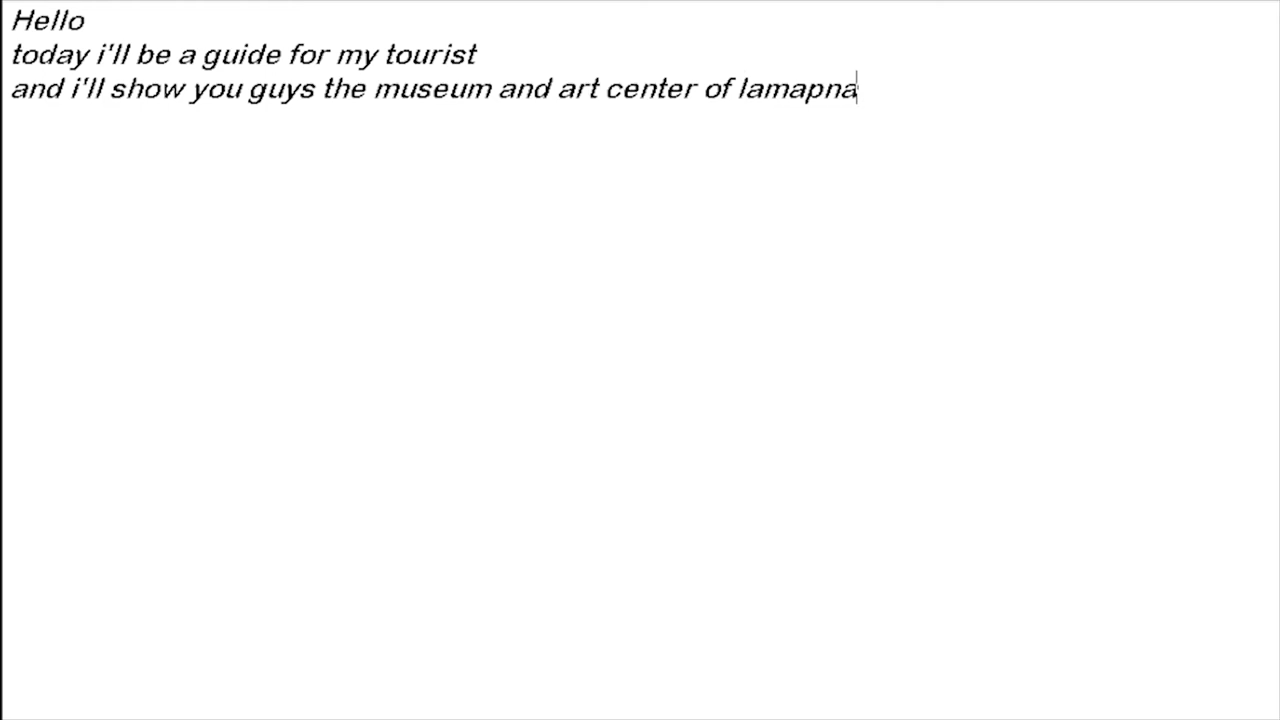 Hello
today i'll be a guide for my tourist
and i'll show you guys the museum and art center of lamapna